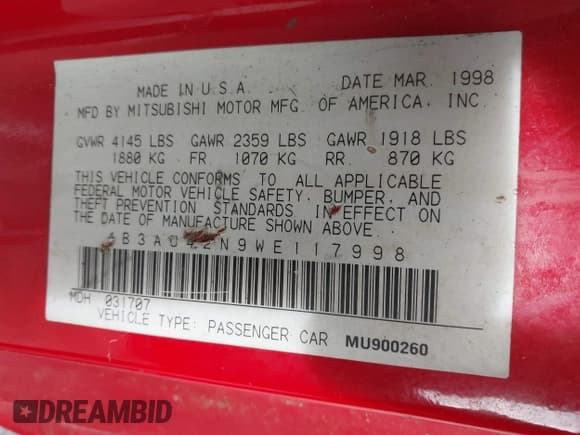 MADE IN U.S.A. DATE MAR. 1998
MFD BY MITSUBISHI MOTOR MFG. OF AMERICA, INC.
GVWR 4145 LBS GAWR 2359 LBS GAWR 1918 LBS
1880 KG FR. 1070 KG RR. 870 KG
THIS VEHICLE CONFORMS TO ALL APPLICABLE
FEDERAL MOTOR VEHICLE SAFETY, BUMPER, AND
THEFT PREVENTION STANDARDS IN EFFECT ON
THE DATE OF MANUFACTURE SHOWN ABOVE.
MDH 031707
VEHICLE TYPE: PASSENGER CAR MU900260
DREAMBID